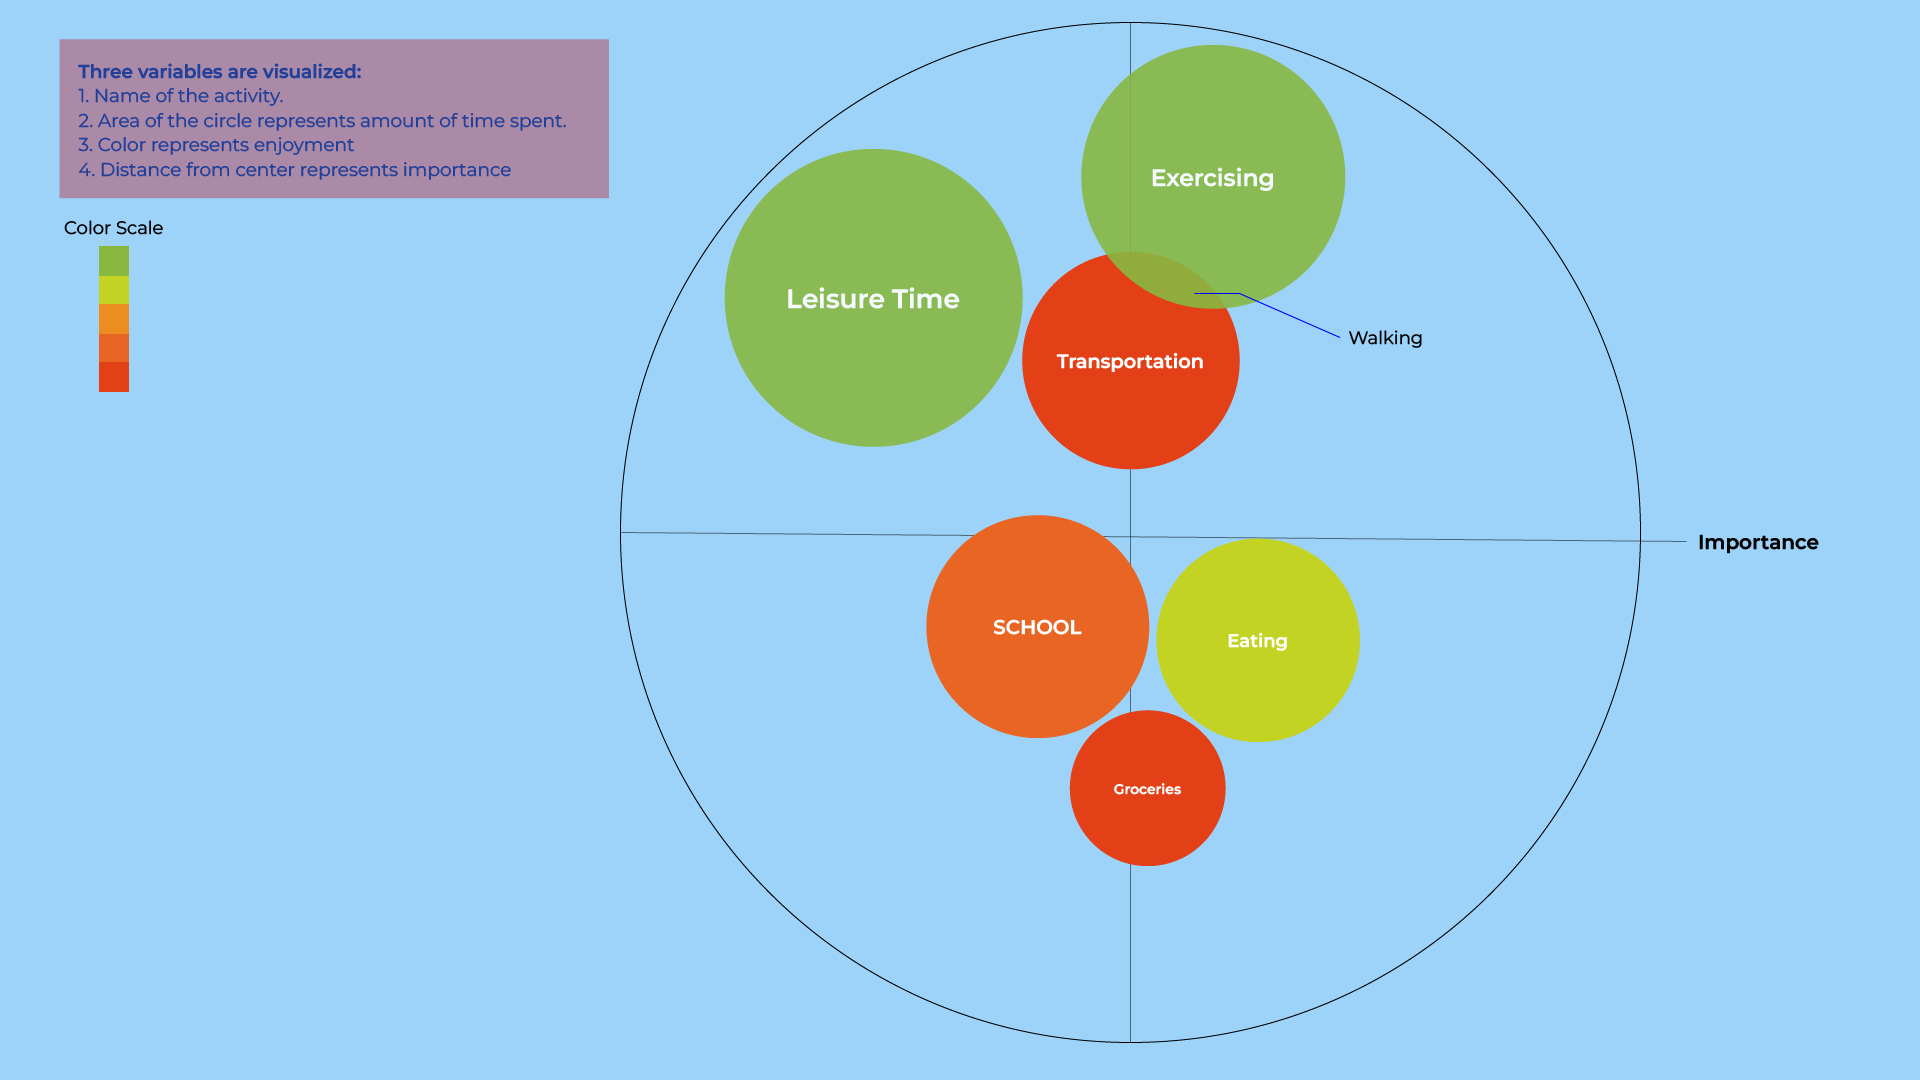 Three variables are visualized:
1. Name of the activity.
2. Area of the circle represents amount of time spent.
3. Color represents enjoyment
4. Distance from center represents importance
Color Scale
Exercising
Leisure Time
Walking
Transportation
Importance
SCHOOL
Eating
Groceries